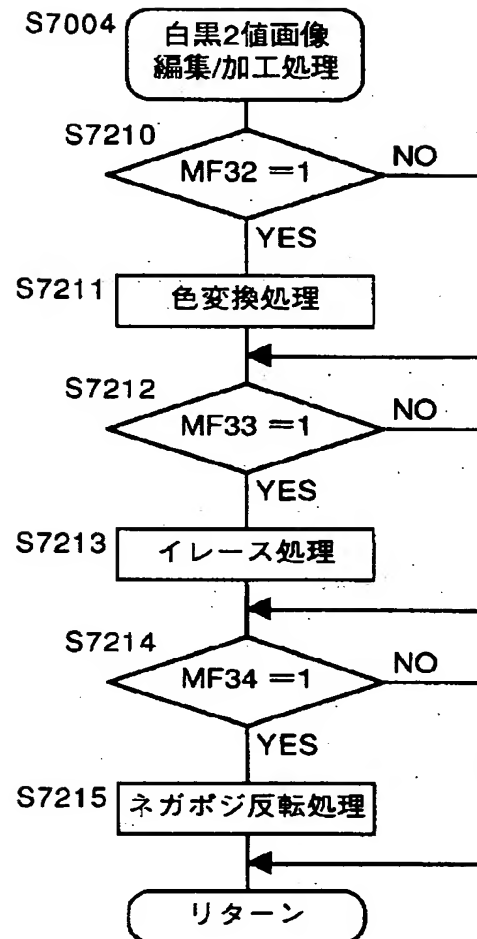 S7004
白黒2値画像
編集/加工処理
S7210
MF32=1
NO
YES
S7211
色変換処理
S7212
MF33=1
NO
YES
S7213
イレース処理
S7214
MF34=1
NO
YES
S7215
ネガポジ反転処理
リターン